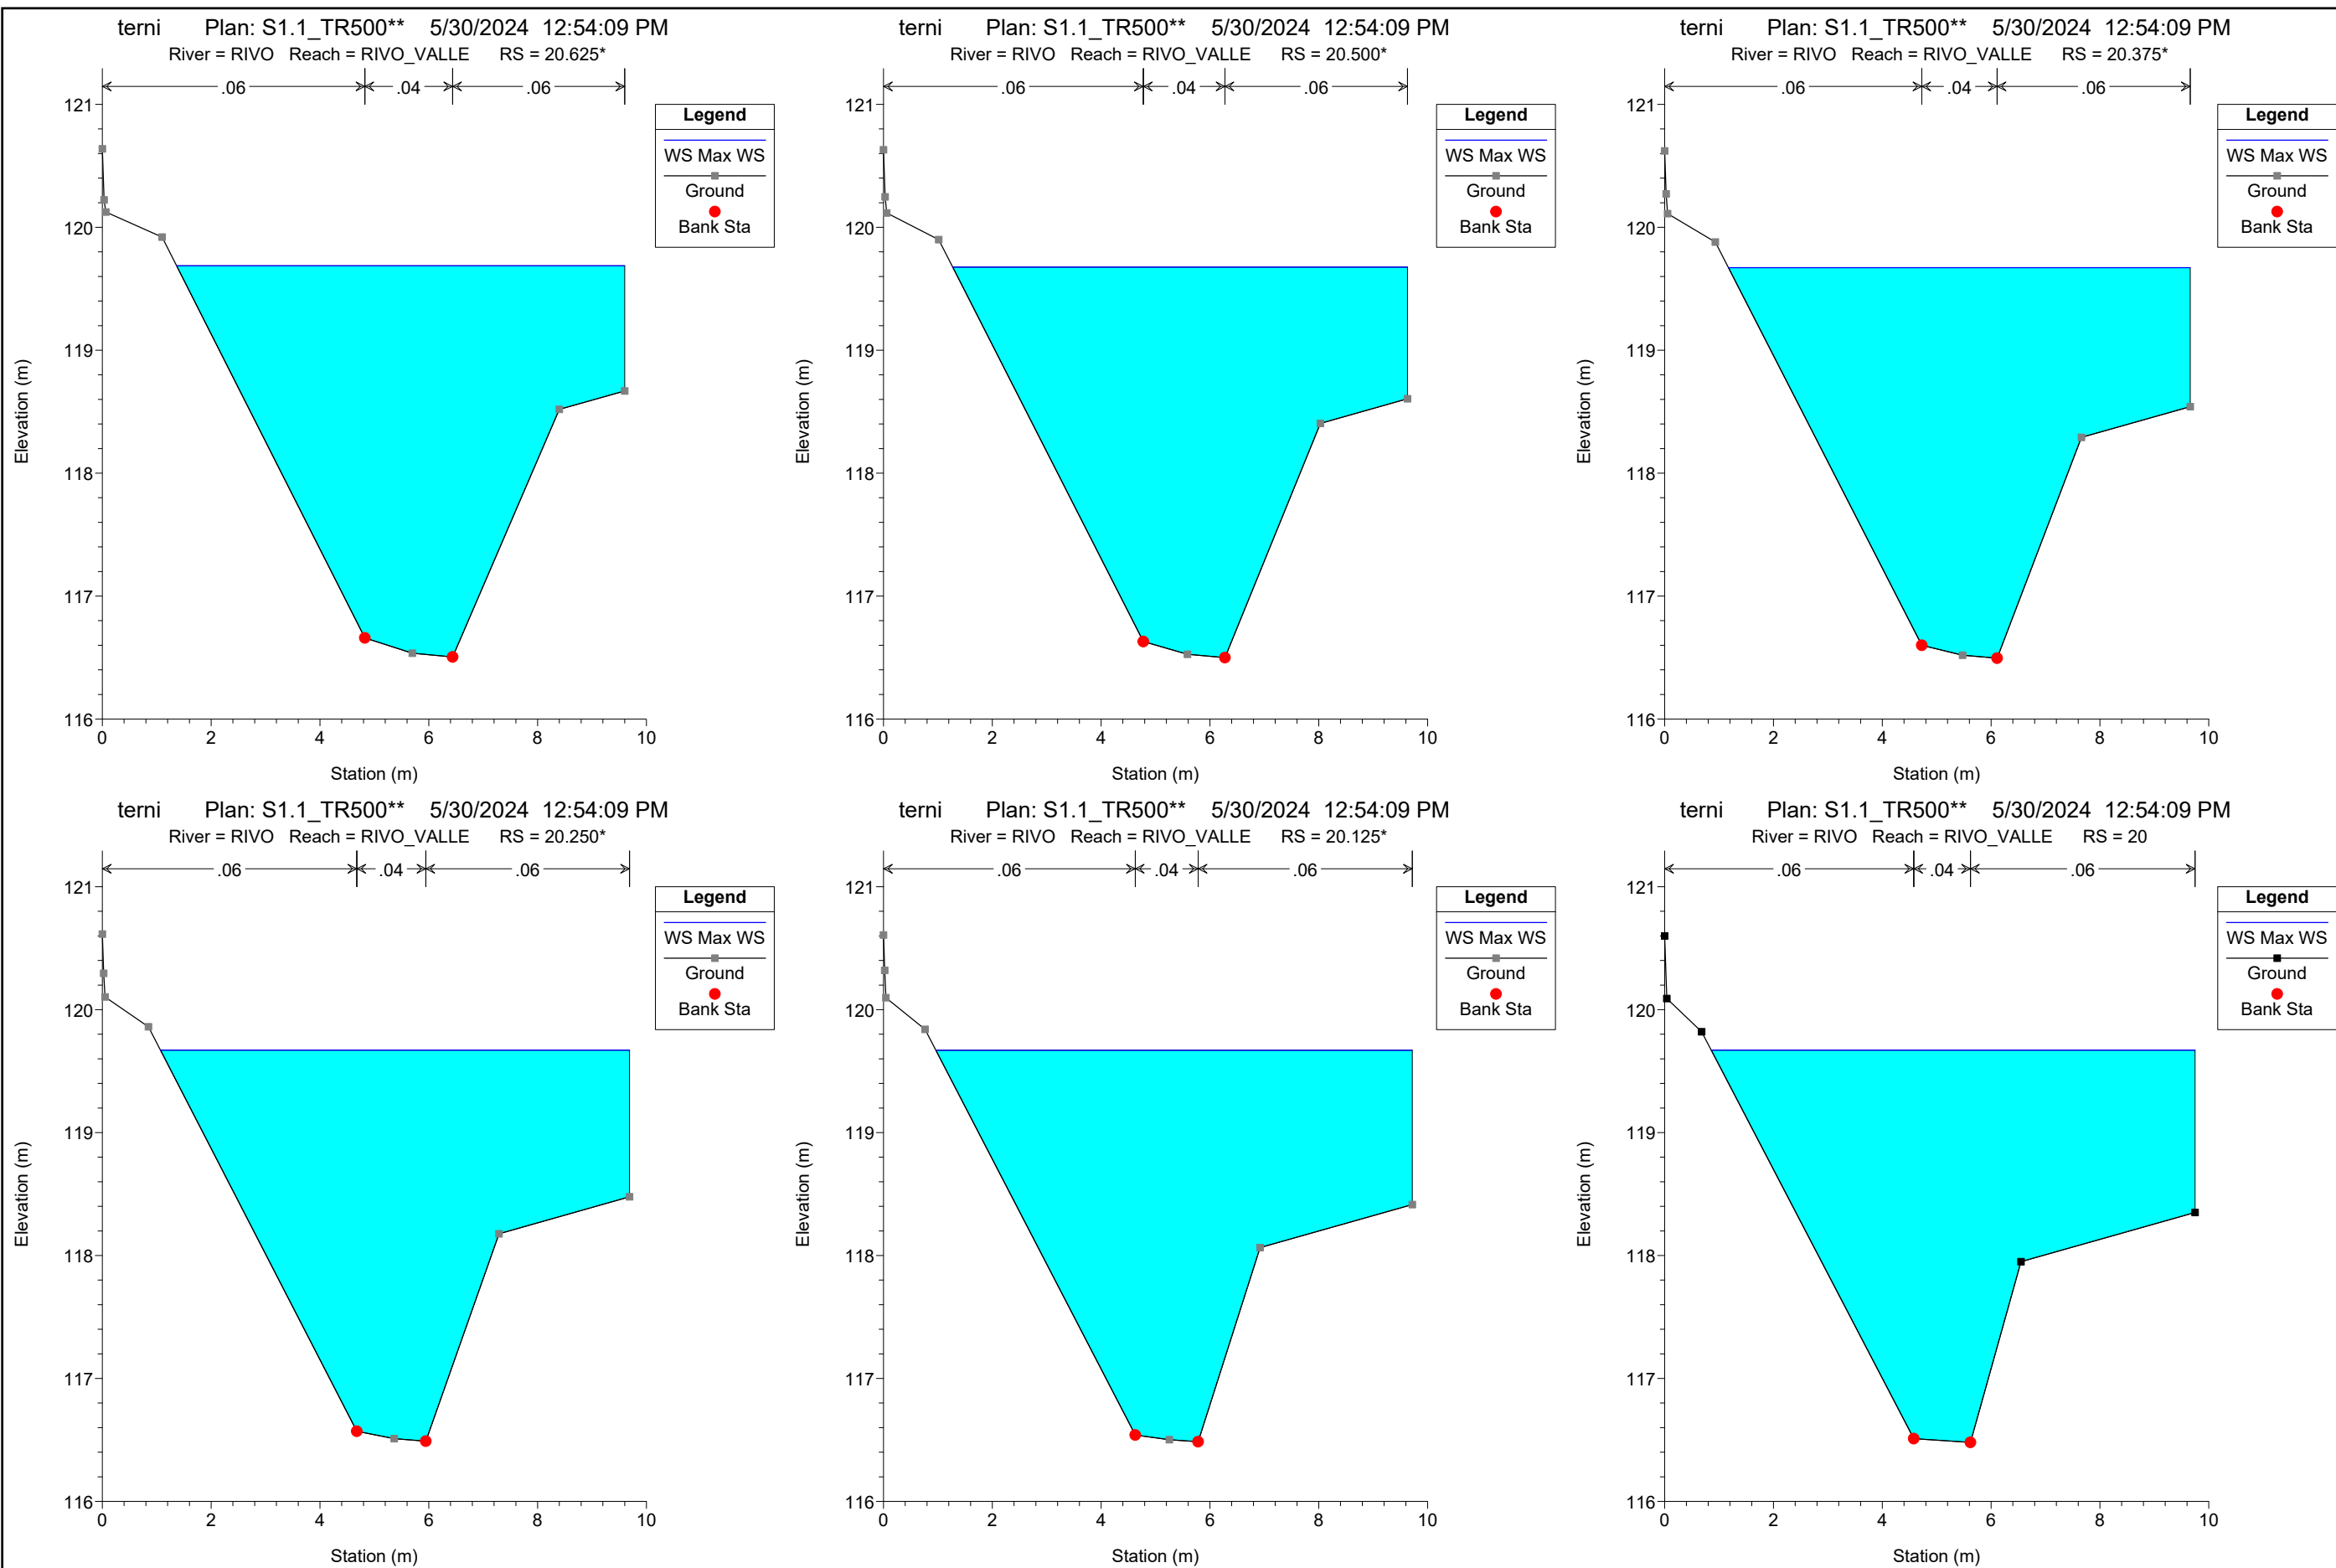 terni Plan: S1.1_TR500** 5/30/2024 12:54:09 PM
River = RIVO Reach = RIVO_VALLE RS = 20.625*
.06 .04 .06
121
120
119
118
117
116
Elevation (m)
0 2 4 6 8 10
Station (m)
Legend
WS Max WS
Ground
Bank Sta
terni Plan: S1.1_TR500** 5/30/2024 12:54:09 PM
River = RIVO Reach = RIVO_VALLE RS = 20.500*
.06 .04 .06
121
120
119
118
117
116
Elevation (m)
0 2 4 6 8 10
Station (m)
Legend
WS Max WS
Ground
Bank Sta
terni Plan: S1.1_TR500** 5/30/2024 12:54:09 PM
River = RIVO Reach = RIVO_VALLE RS = 20.375*
.06 .04 .06
121
120
119
118
117
116
Elevation (m)
0 2 4 6 8 10
Station (m)
Legend
WS Max WS
Ground
Bank Sta
terni Plan: S1.1_TR500** 5/30/2024 12:54:09 PM
River = RIVO Reach = RIVO_VALLE RS = 20.250*
.06 .04 .06
121
120
119
118
117
116
Elevation (m)
0 2 4 6 8 10
Station (m)
Legend
WS Max WS
Ground
Bank Sta
terni Plan: S1.1_TR500** 5/30/2024 12:54:09 PM
River = RIVO Reach = RIVO_VALLE RS = 20.125*
.06 .04 .06
121
120
119
118
117
116
Elevation (m)
0 2 4 6 8 10
Station (m)
Legend
WS Max WS
Ground
Bank Sta
terni Plan: S1.1_TR500** 5/30/2024 12:54:09 PM
River = RIVO Reach = RIVO_VALLE RS = 20
.06 .04 .06
121
120
119
118
117
116
Elevation (m)
0 2 4 6 8 10
Station (m)
Legend
WS Max WS
Ground
Bank Sta